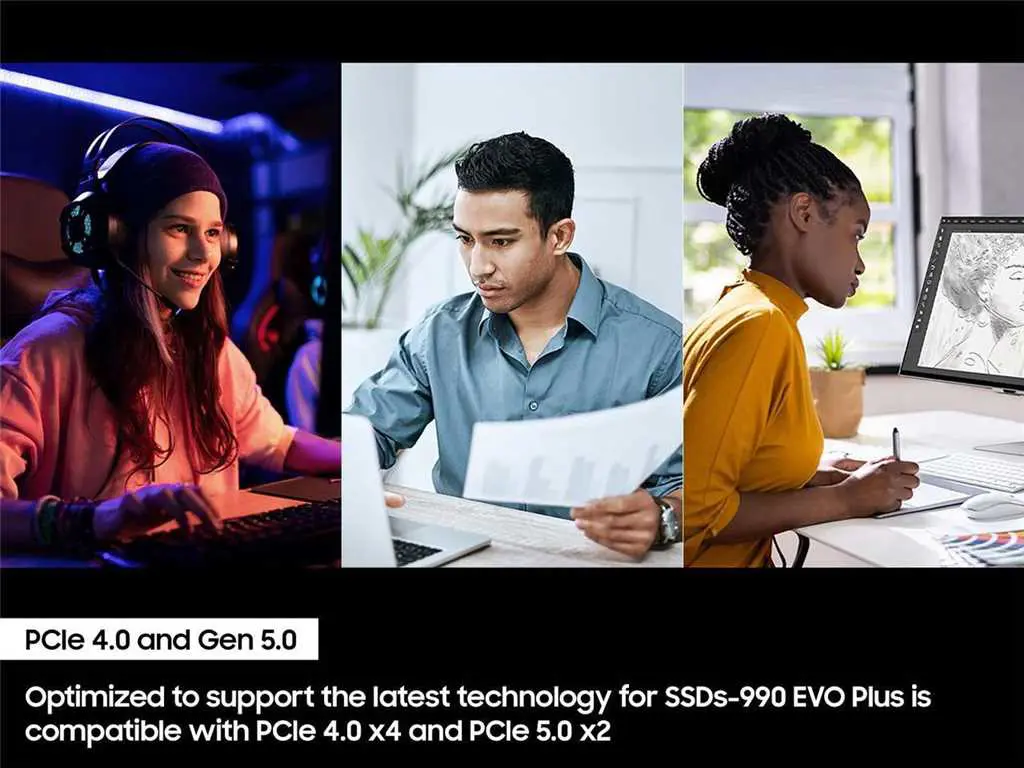 PCIe 4.0 and Gen 5.0
Optimized to support the latest technology for SSDs-990 EVO Plus is
compatible with PCIe 4.0 x4 and PCIe 5.0 x2